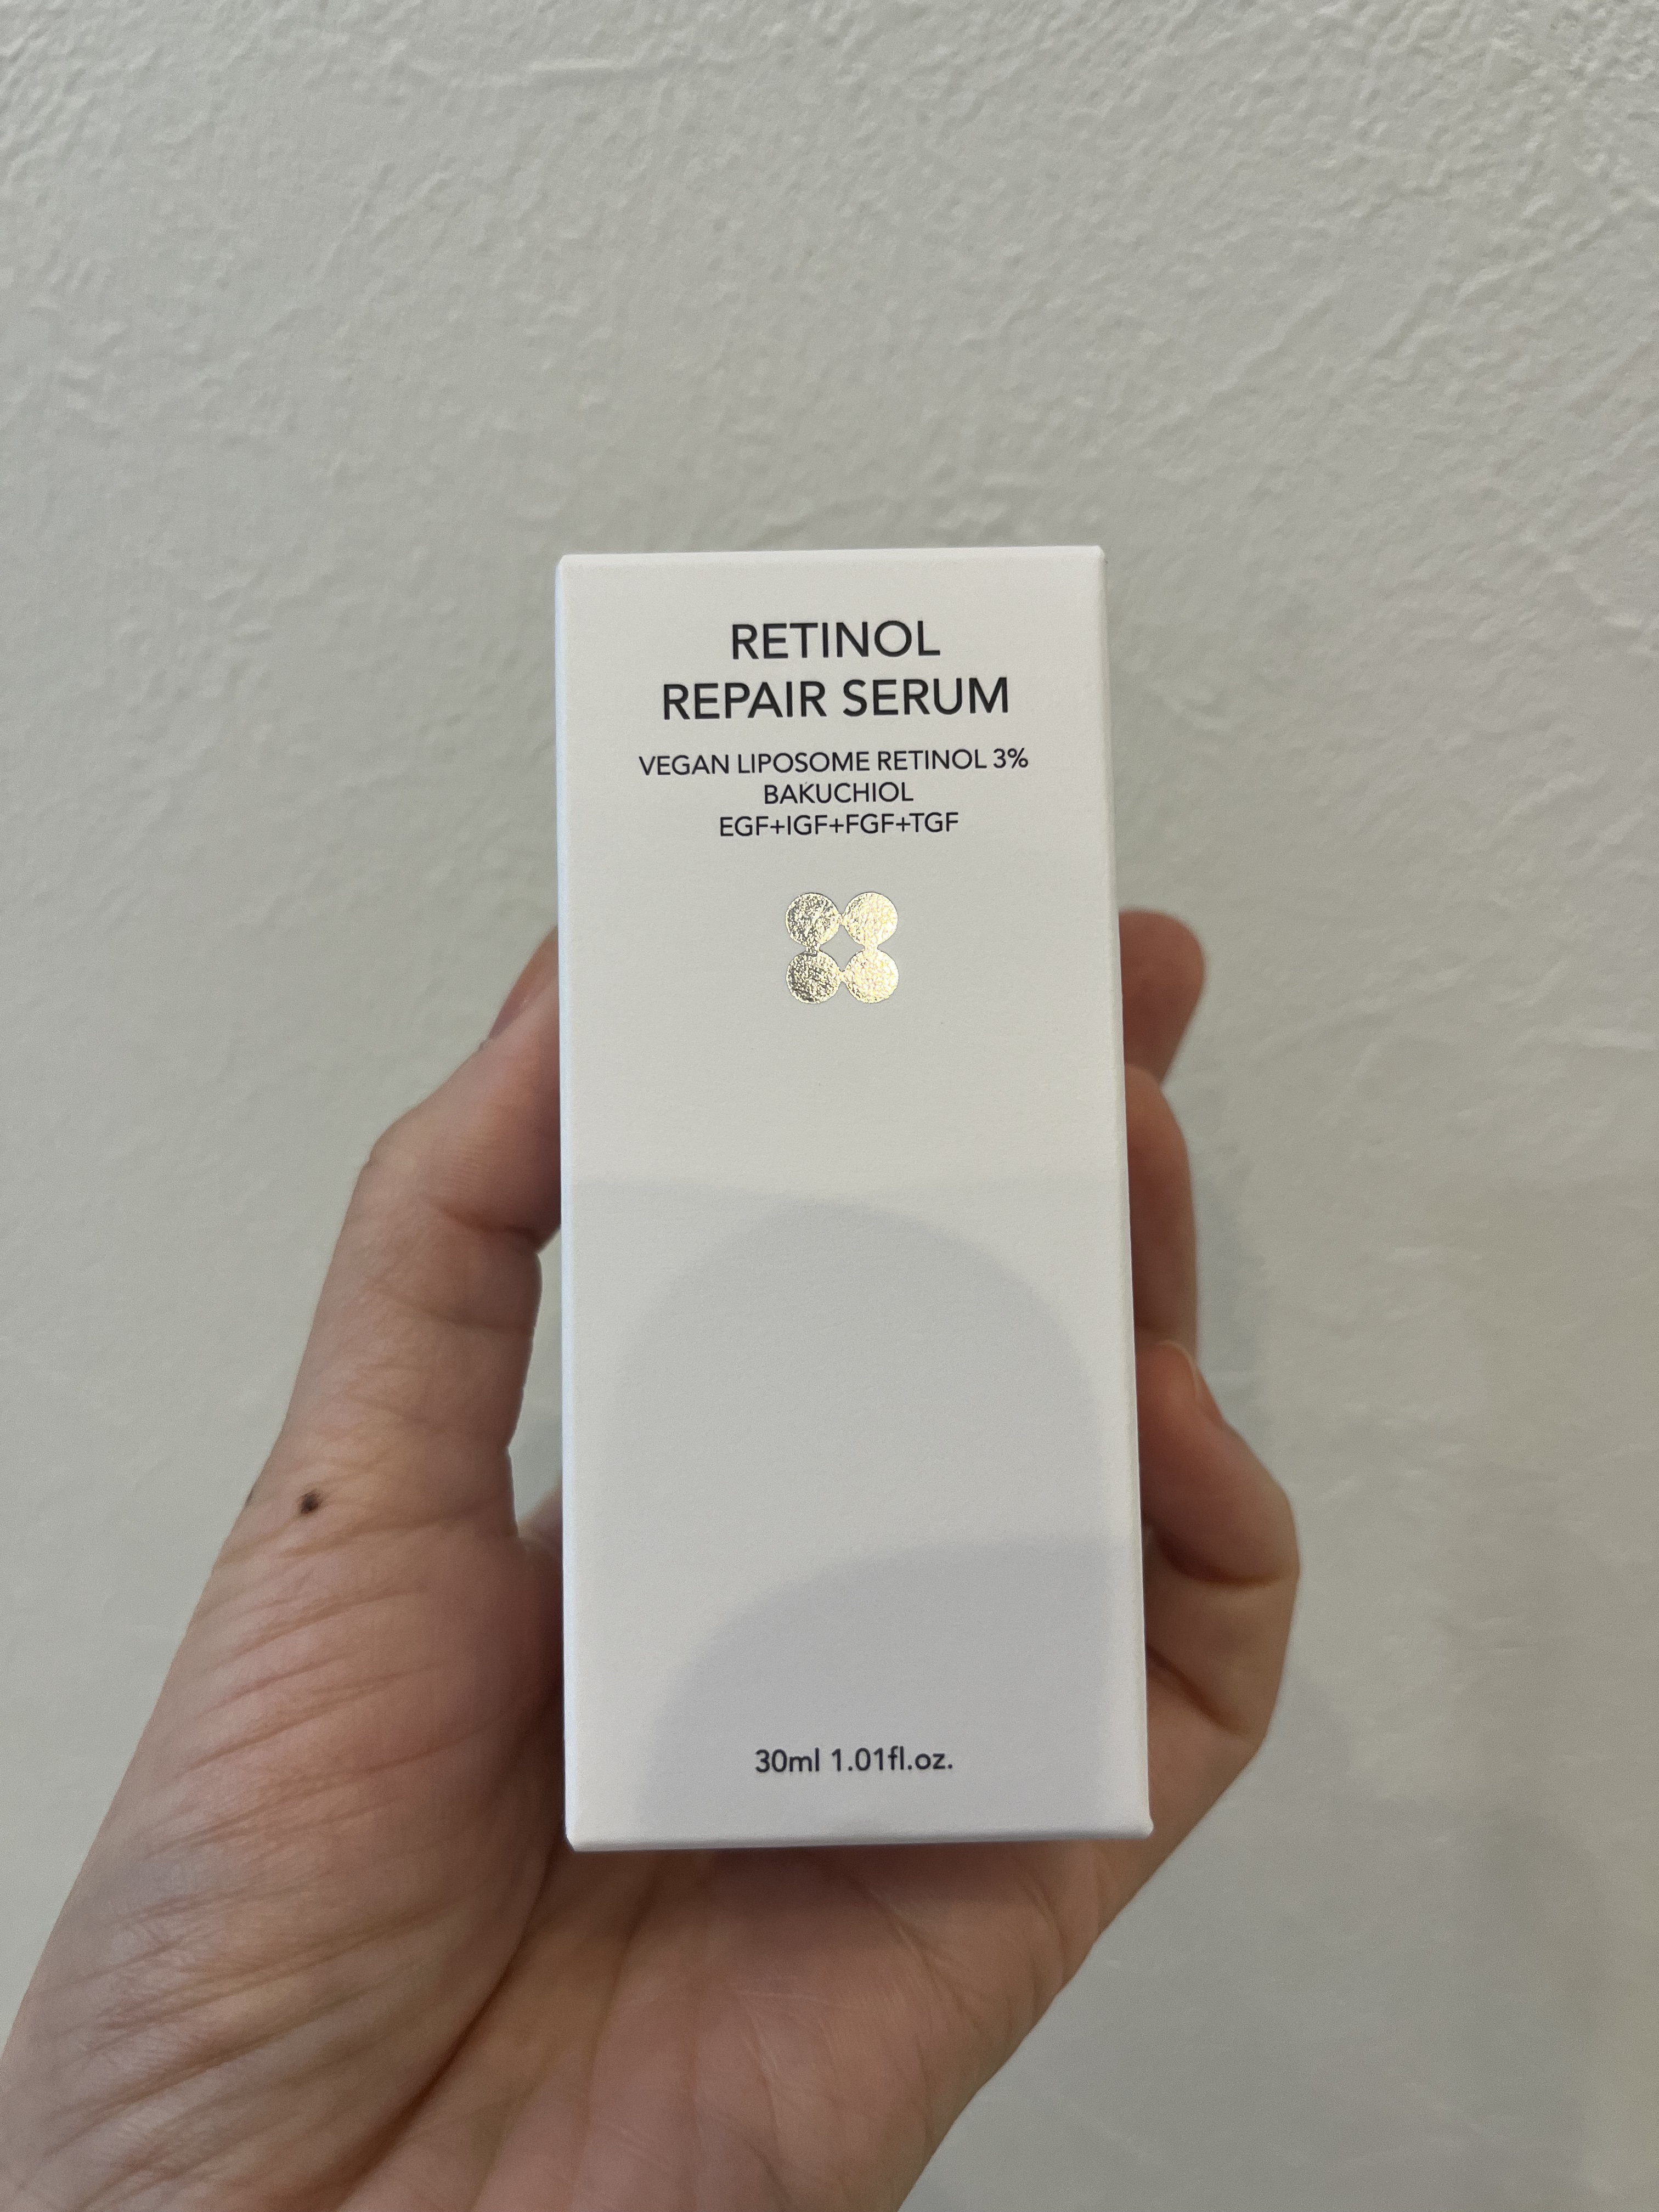 RETINOL
REPAIR SERUM
VEGAN LIPOSOME RETINOL 3%
BAKUCHIOL
EGF+IGF+FGF+TGF
30ml 1.01fl.oz.